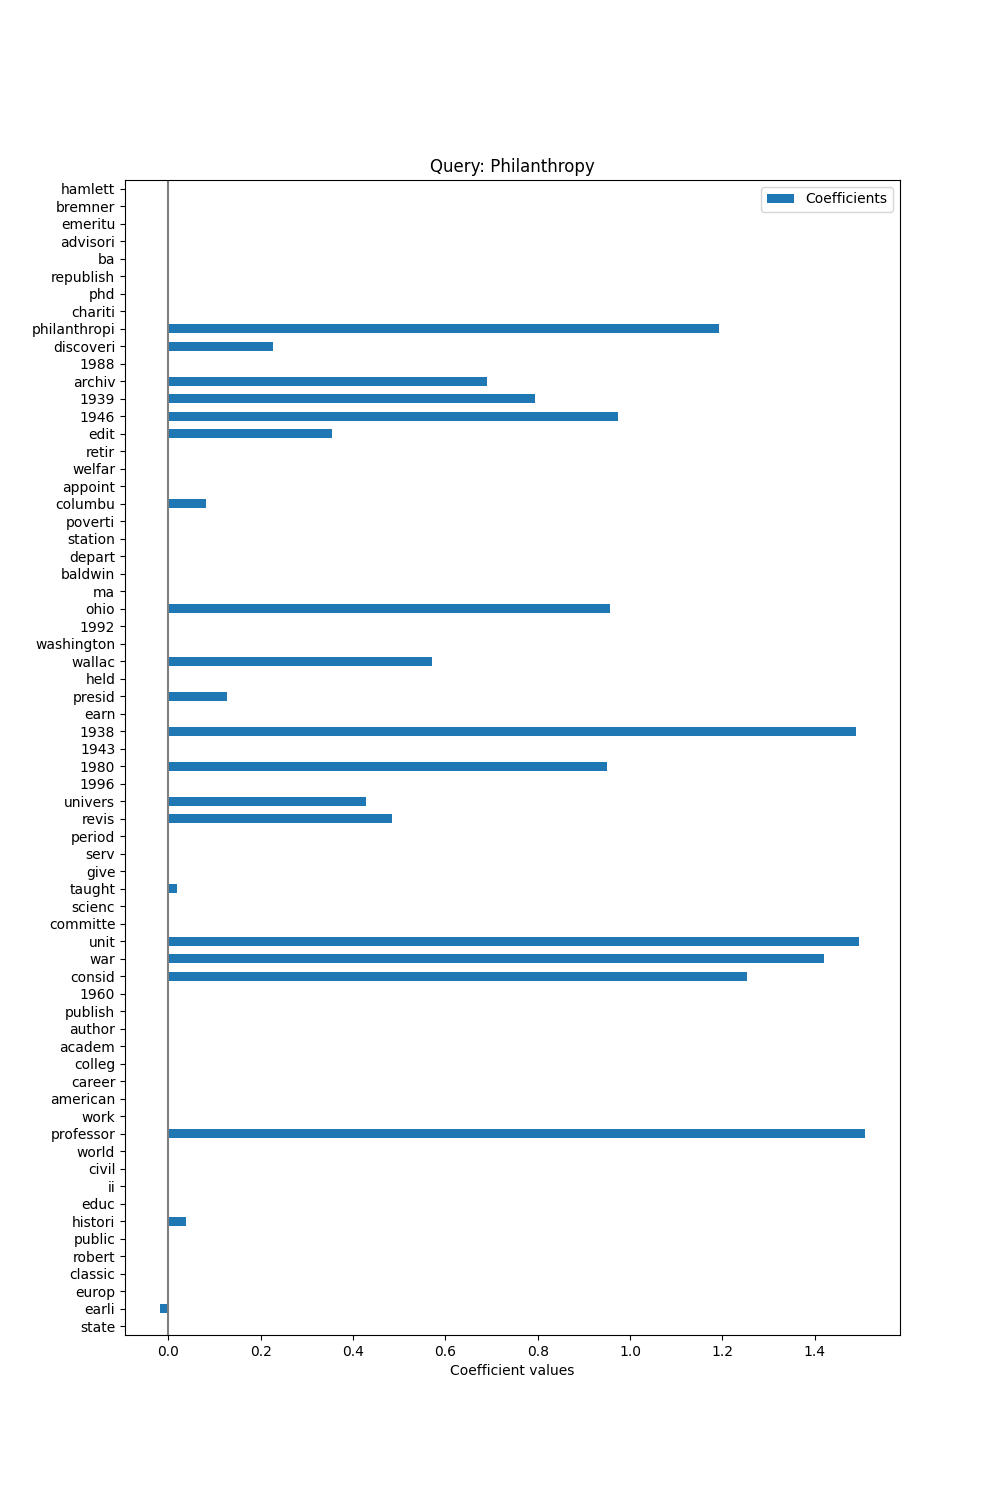 Query: Philanthropy
Coefficients
hamlett
bremner
emeritu
advisori
ba
republish
phd
chariti
philanthropi
discoveri
1988
archiv
1939
1946
edit
retir
welfar
appoint
columbu
poverti
station
depart
baldwin
ma
ohio
1992
washington
wallac
held
presid
earn
1938
1943
1980
1996
univers
revis
period
serv
give
taught
scienc
committe
unit
war
consid
1960
publish
author
academ
colleg
career
american
work
professor
world
civil
ii
educ
histori
public
robert
classic
europ
earli
state
0.0 0.2 0.4 0.6 0.8 1.0 1.2 1.4
Coefficient values